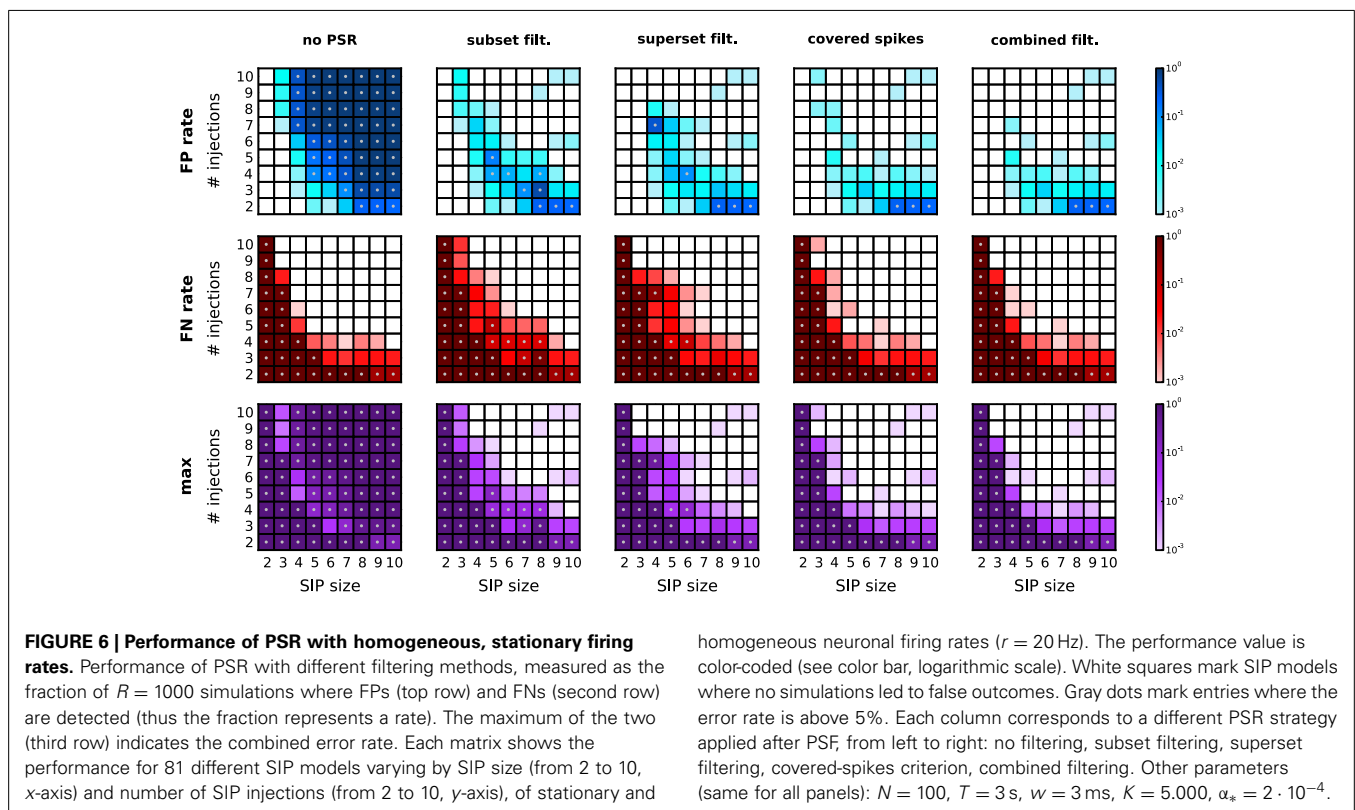 no PSR subset filt. superset filt. covered spikes combined filt.
FP rate
# injections
10
9
8
7
6
5
4
3
2
10⁰
10⁻¹
10⁻²
10⁻³
FN rate
# injections
10
9
8
7
6
5
4
3
2
10⁰
10⁻¹
10⁻²
10⁻³
max
# injections
10
9
8
7
6
5
4
3
2
10⁰
10⁻¹
10⁻²
10⁻³
2 3 4 5 6 7 8 9 10 2 3 4 5 6 7 8 9 10 2 3 4 5 6 7 8 9 10 2 3 4 5 6 7 8 9 10 2 3 4 5 6 7 8 9 10
SIP size SIP size SIP size SIP size SIP size
FIGURE 6 | Performance of PSR with homogeneous, stationary firing
rates. Performance of PSR with different filtering methods, measured as the
fraction of R = 1000 simulations where FPs (top row) and FNs (second row)
are detected (thus the fraction represents a rate). The maximum of the two
(third row) indicates the combined error rate. Each matrix shows the
performance for 81 different SIP models varying by SIP size (from 2 to 10,
x-axis) and number of SIP injections (from 2 to 10, y-axis), of stationary and
homogeneous neuronal firing rates (r = 20 Hz). The performance value is
color-coded (see color bar, logarithmic scale). White squares mark SIP models
where no simulations led to false outcomes. Gray dots mark entries where the
error rate is above 5%. Each column corresponds to a different PSR strategy
applied after PSF, from left to right: no filtering, subset filtering, superset
filtering, covered-spikes criterion, combined filtering. Other parameters
(same for all panels): N = 100, T = 3 s, w = 3 ms, K = 5.000, α∗ = 2 · 10⁻⁴.